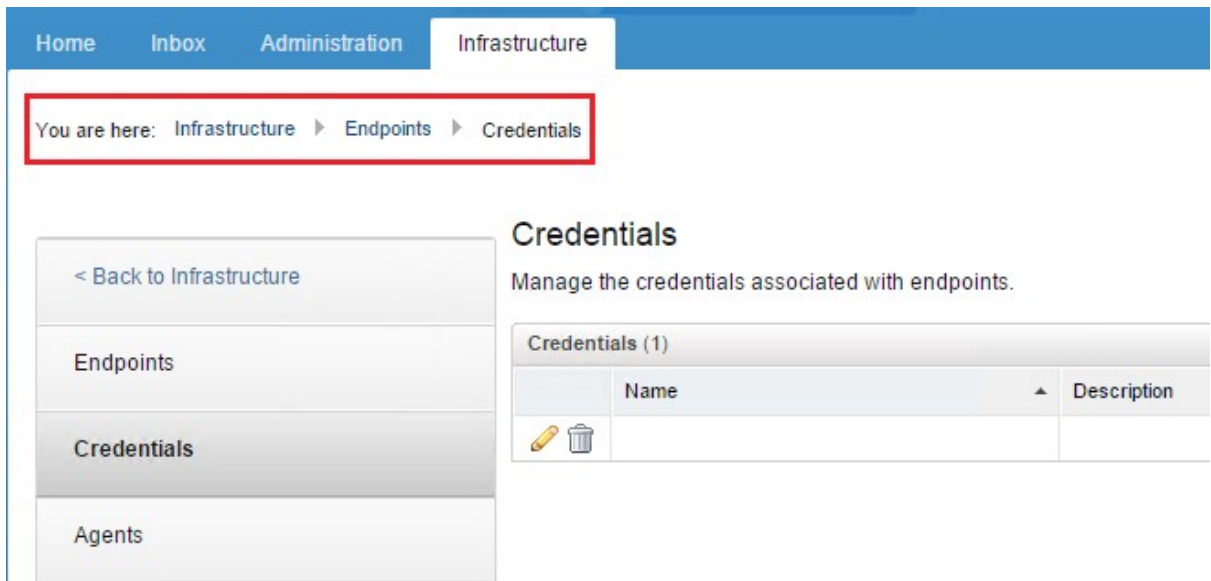 Home Inbox Administration Infrastructure
You are here: Infrastructure Endpoints Credentials
< Back to Infrastructure
Endpoints
Credentials
Agents
Credentials
Manage the credentials associated with endpoints.
Credentials (1)
Name Description